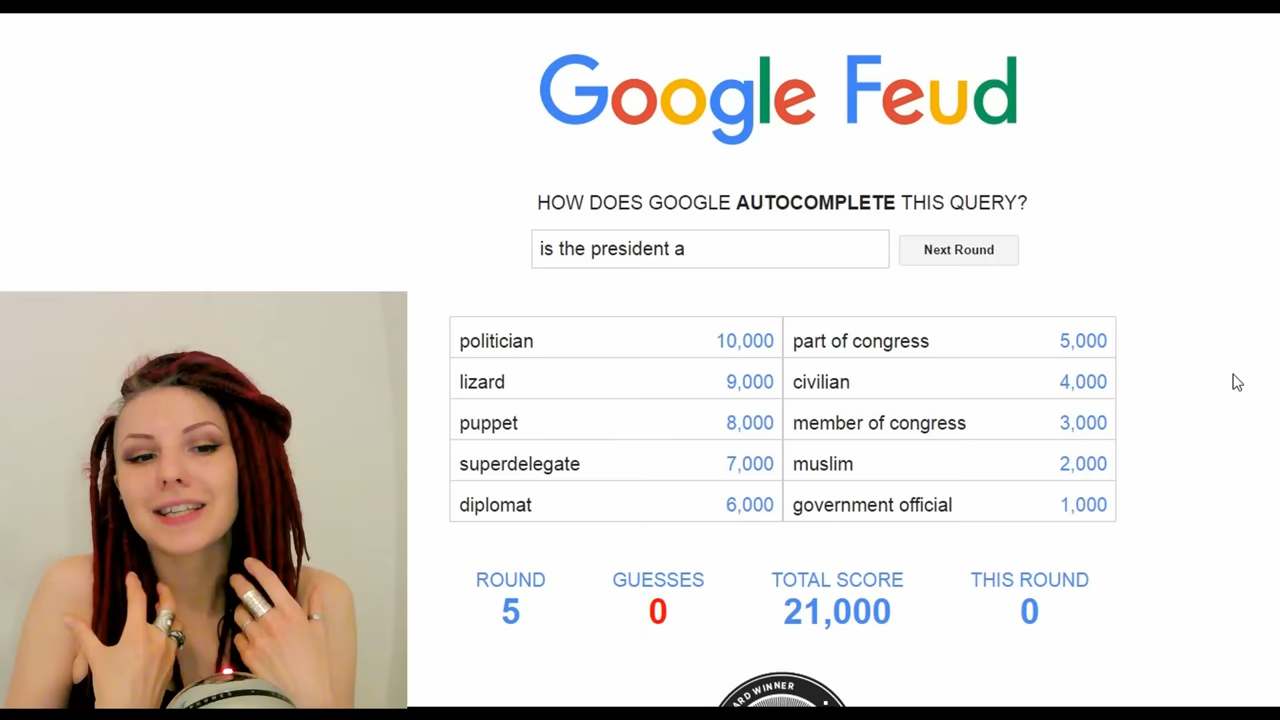 Google Feud
HOW DOES GOOGLE AUTOCOMPLETE THIS QUERY?
is the president a
Next Round
politician 10,000
lizard 9,000
puppet 8,000
superdelegate 7,000
diplomat 6,000
part of congress 5,000
civilian 4,000
member of congress 3,000
muslim 2,000
government official 1,000
ROUND
5
GUESSES
0
TOTAL SCORE
21,000
THIS ROUND
0
WINNER